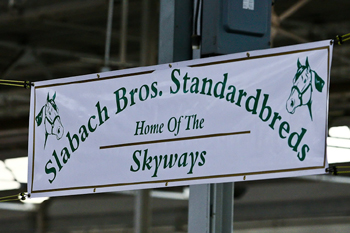 Slabach Bros. Standardbreds
Home Of The
Skyways